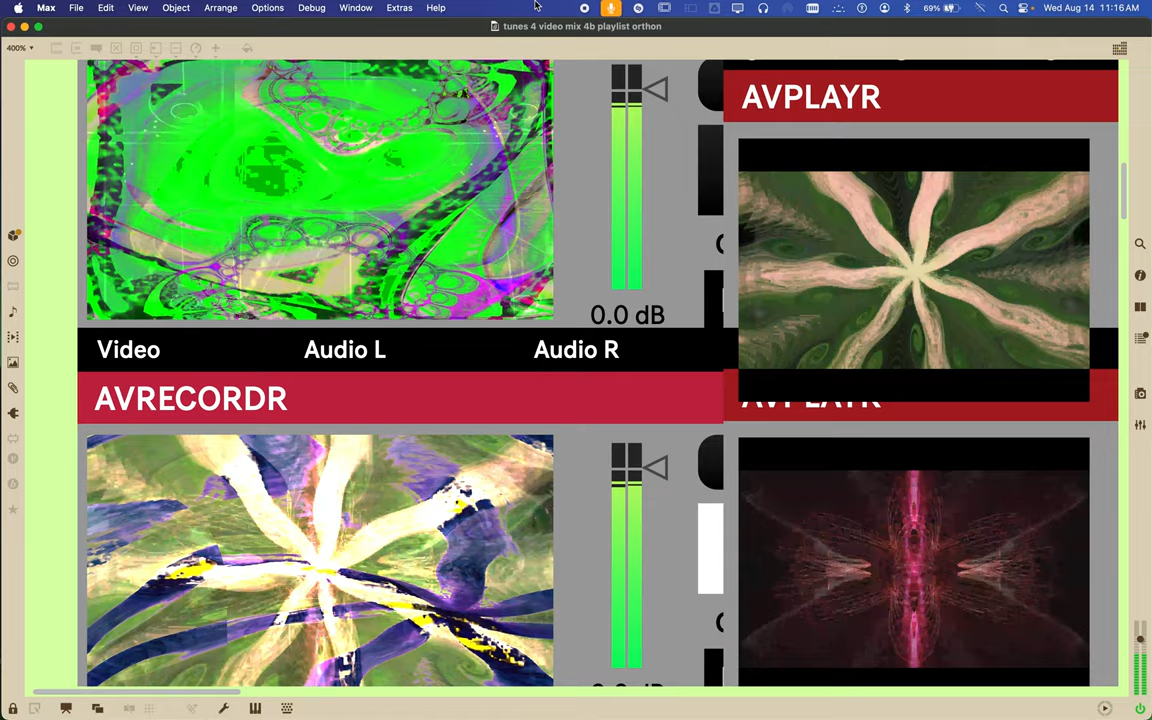 Max File Edit View Object Arrange Options Debug Window Extras Help
69% Wed Aug 14 11:16 AM
tunes 4 video mix 4b playlist orthon
400%
AVPLAYR
0.0 dB
Video Audio L Audio R
AVRECORDR
AVPLAYR